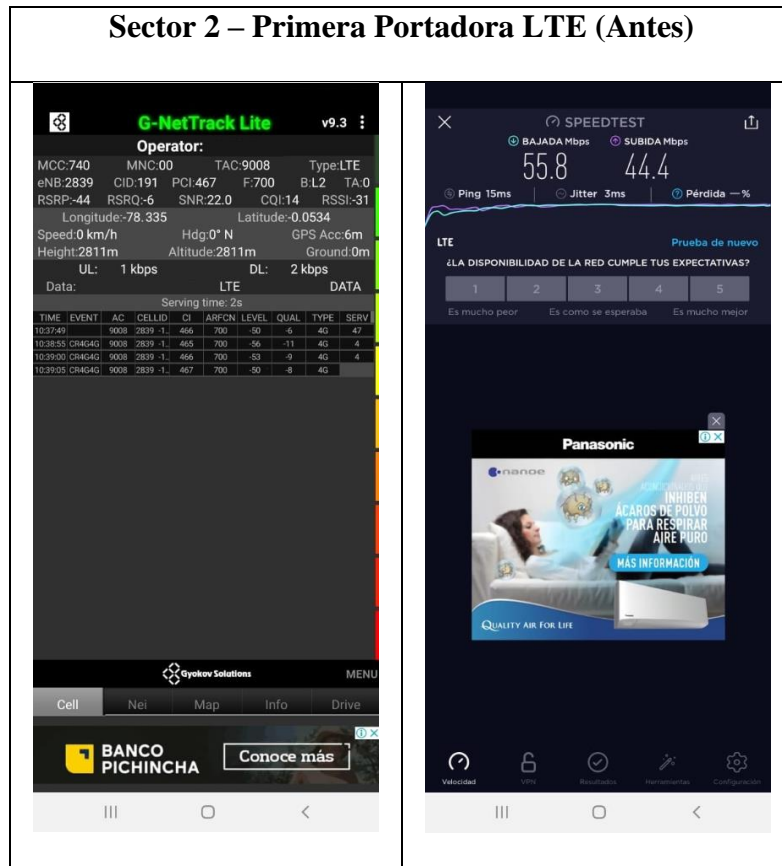 Sector 2 – Primera Portadora LTE (Antes)
G-NetTrack Lite v9.3
Operator:
MCC:740 MNC:00 TAC:9008 Type:LTE
eNB:2839 CID:191 PCI:467 F:700 B:L2 TA:0
RSRP:-44 RSRQ:-6 SNR:22.0 CQI:14 RSSI:-31
Longitude:-78.335 Latitude:-0.0534
Speed:0 km/h Hdg:0° N GPS Acc:6m
Height:2811m Altitude:2811m Ground:0m
UL: 1 kbps DL: 2 kbps
Data: LTE DATA
Serving time: 2s
TIME EVENT AC CELLID CI ARFCN LEVEL QUAL TYPE SERV
10:37:49 9008 2839 -1.. 466 700 -50 -6 4G 47
10:38:55 CR4G4G 9008 2839 -1.. 465 700 -56 -11 4G 4
10:39:00 CR4G4G 9008 2839 -1.. 466 700 -53 -9 4G 4
10:39:05 CR4G4G 9008 2839 -1.. 467 700 -50 -8 4G
Gyokov Solutions MENU
Cell Nei Map Info Drive
BANCO
PICHINCHA
Conoce más
SPEEDTEST
BAJADA Mbps SUBIDA Mbps
55.8 44.4
Ping 15ms Jitter 3ms Pérdida —%
LTE Prueba de nuevo
¿LA DISPONIBILIDAD DE LA RED CUMPLE TUS EXPECTATIVAS?
1 2 3 4 5
Es mucho peor Es como se esperaba Es mucho mejor
Panasonic
nanoe
INHIBEN
ÁCAROS DE POLVO
PARA RESPIRAR
AIRE PURO
MÁS INFORMACIÓN
QUALITY AIR FOR LIFE
Velocidad VPN Resultados Herramientas Configuración